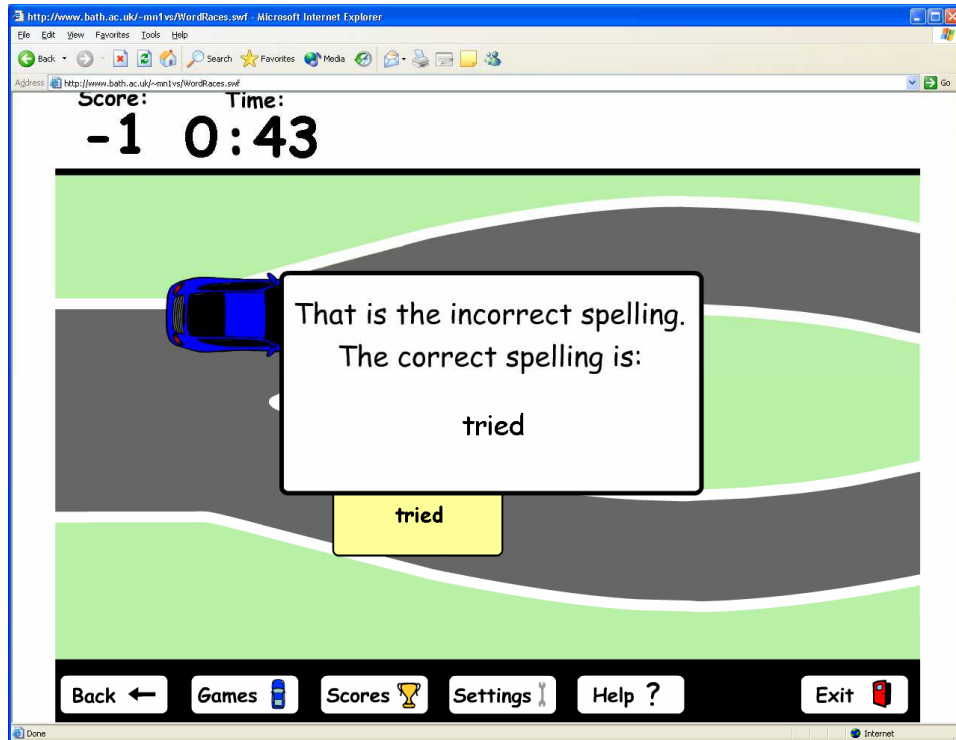 http://www.bath.ac.uk/~mn1vs/WordRaces.swf - Microsoft Internet Explorer
File Edit View Favorites Tools Help
Back Search Favorites Media
Address http://www.bath.ac.uk/~mn1vs/WordRaces.swf Go
Score: Time:
-1 0:43
That is the incorrect spelling.
The correct spelling is:
tried
tried
Back Games Scores Settings Help ? Exit
Done Internet